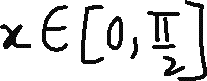 x ∈ [0, π/2]